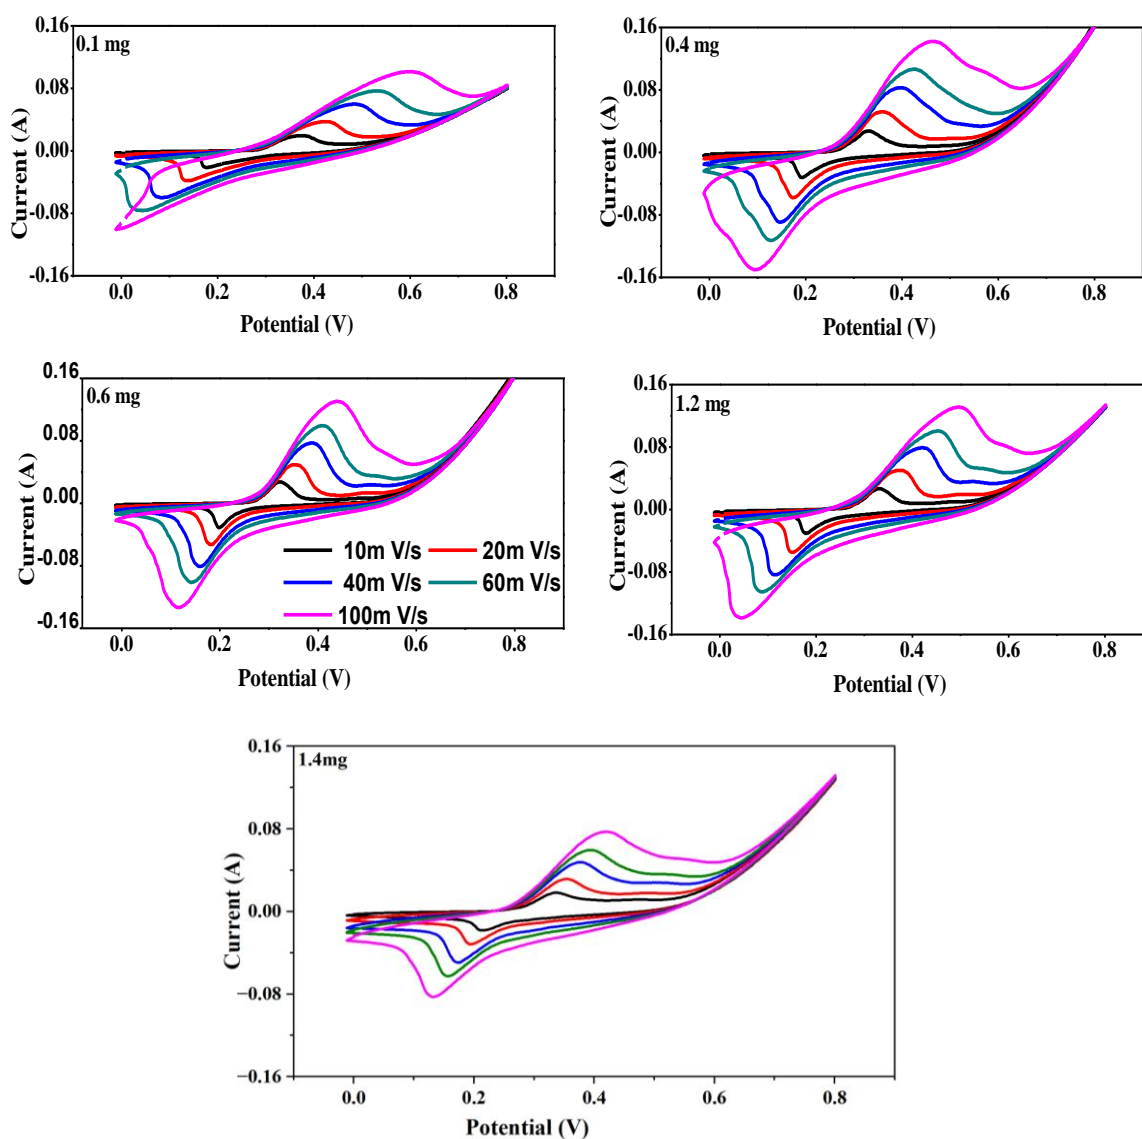 0.1 mg
0.16
0.08
0.00
-0.08
-0.16
Current (A)
0.0 0.2 0.4 0.6 0.8
Potential (V)
0.4 mg
0.16
0.08
0.00
-0.08
-0.16
Current (A)
0.0 0.2 0.4 0.6 0.8
Potential (V)
0.6 mg
0.16
0.08
0.00
-0.08
-0.16
Current (A)
10m V/s 20m V/s
40m V/s 60m V/s
100m V/s
0.0 0.2 0.4 0.6 0.8
Potential (V)
1.2 mg
0.16
0.08
0.00
-0.08
-0.16
Current (A)
0.0 0.2 0.4 0.6 0.8
Potential (V)
1.4mg
0.16
0.08
0.00
−0.08
−0.16
Current (A)
0.0 0.2 0.4 0.6 0.8
Potential (V)